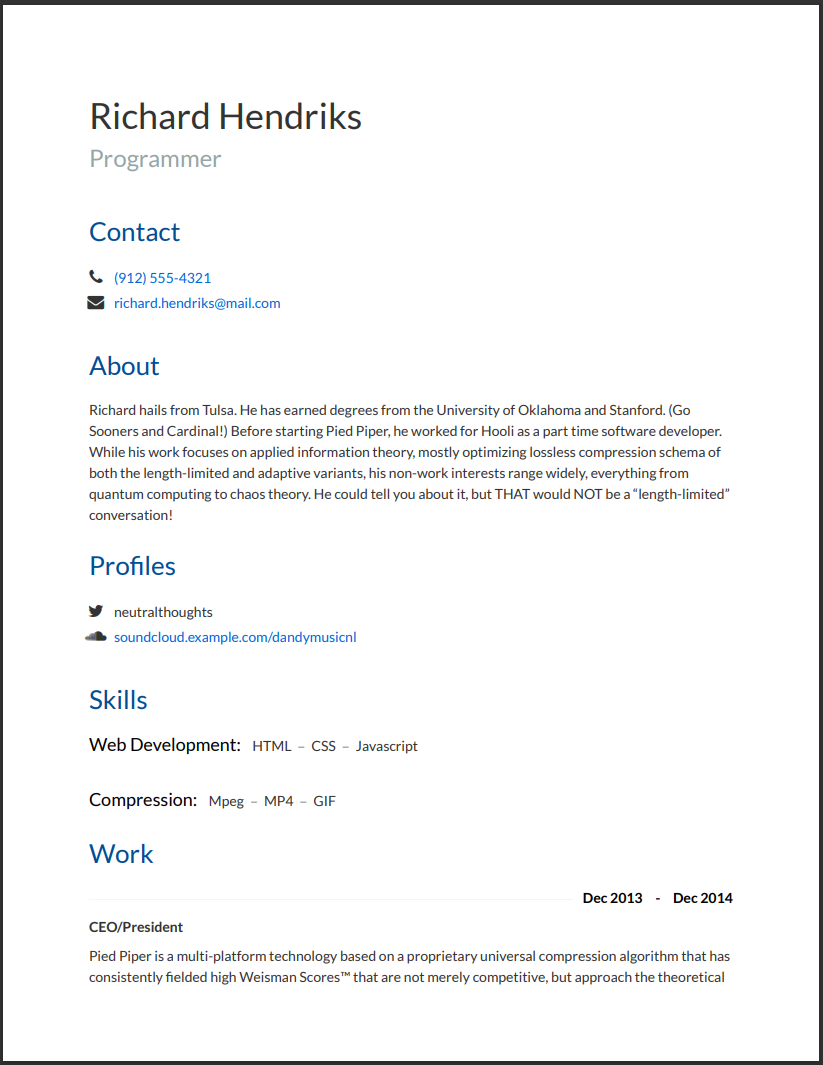 Richard Hendriks
Programmer
Contact
(912) 555-4321
richard.hendriks@mail.com
About
Richard hails from Tulsa. He has earned degrees from the University of Oklahoma and Stanford. (Go
Sooners and Cardinal!) Before starting Pied Piper, he worked for Hooli as a part time software developer.
While his work focuses on applied information theory, mostly optimizing lossless compression schema of
both the length-limited and adaptive variants, his non-work interests range widely, everything from
quantum computing to chaos theory. He could tell you about it, but THAT would NOT be a “length-limited”
conversation!
Profiles
neutralthoughts
soundcloud.example.com/dandymusicnl
Skills
Web Development: HTML – CSS – Javascript
Compression: Mpeg – MP4 – GIF
Work
Dec 2013 - Dec 2014
CEO/President
Pied Piper is a multi-platform technology based on a proprietary universal compression algorithm that has
consistently fielded high Weisman Scores™ that are not merely competitive, but approach the theoretical